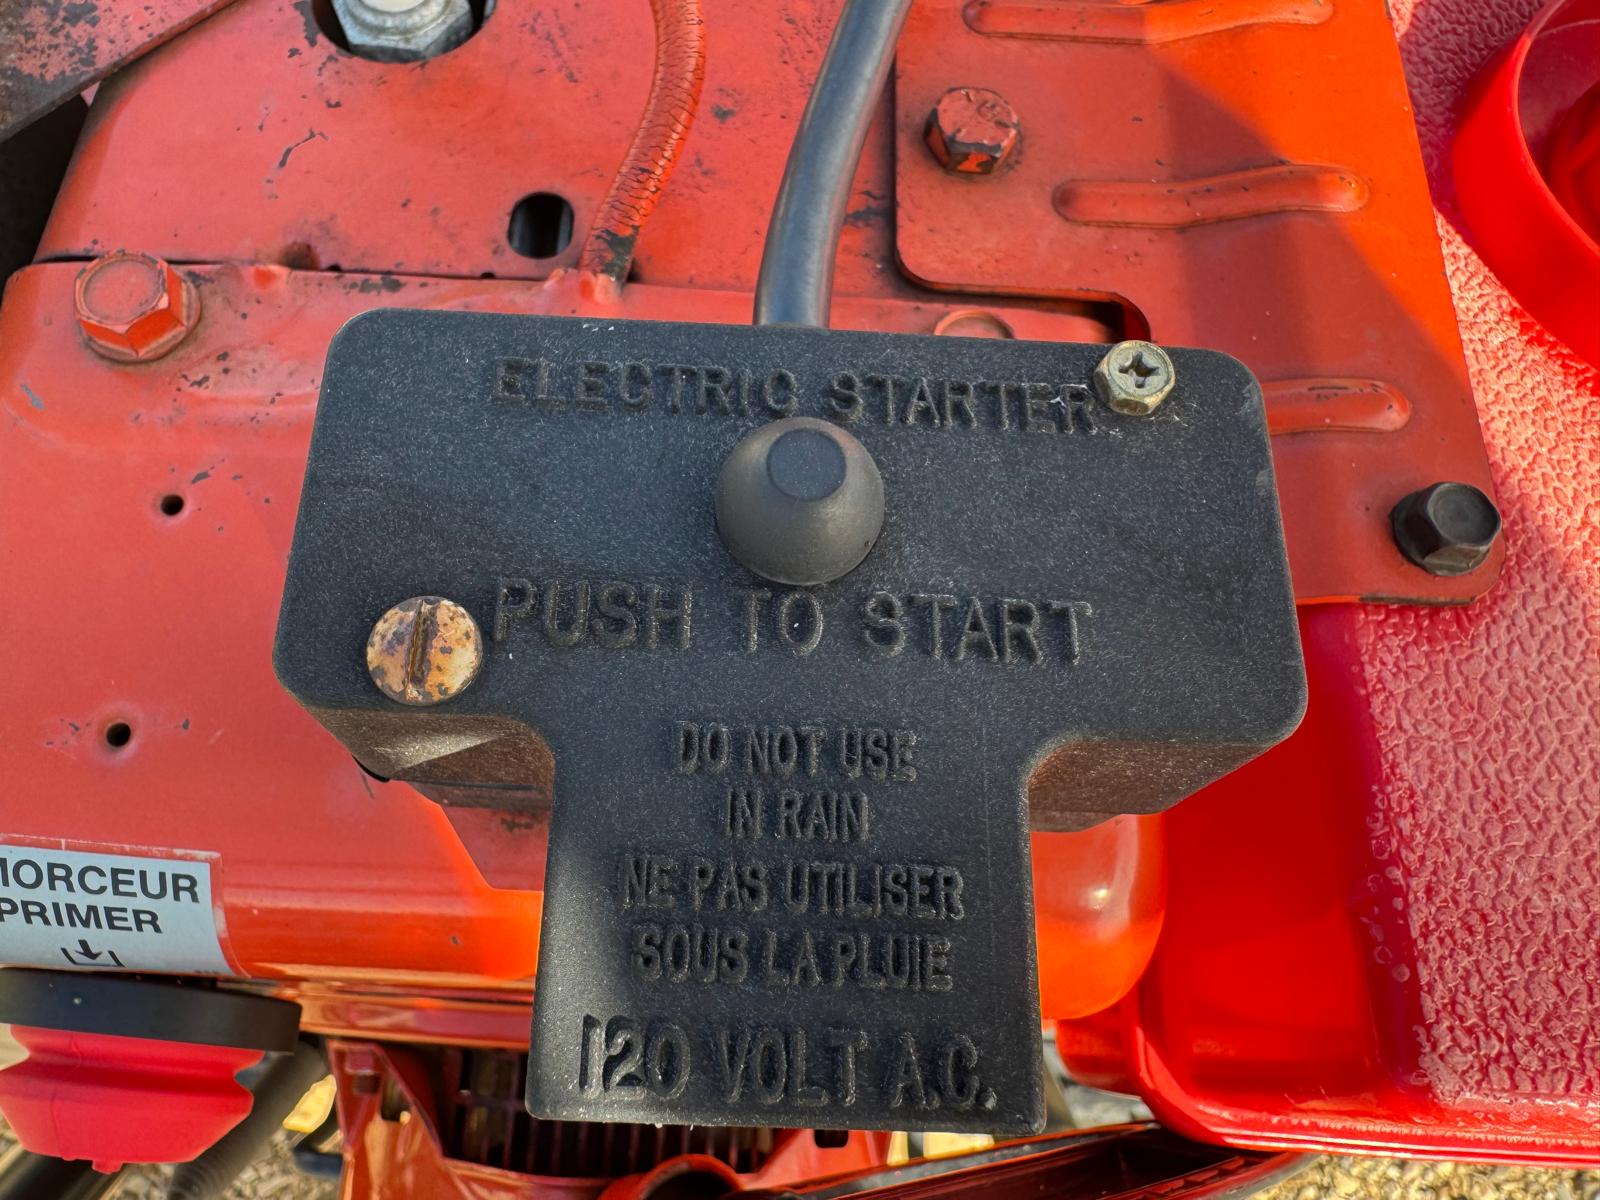 ELECTRIC STARTER
PUSH TO START
DO NOT USE
IN RAIN
NE PAS UTILISER
SOUS LA PLUIE
120 VOLT A.C.
MORCEUR
PRIMER